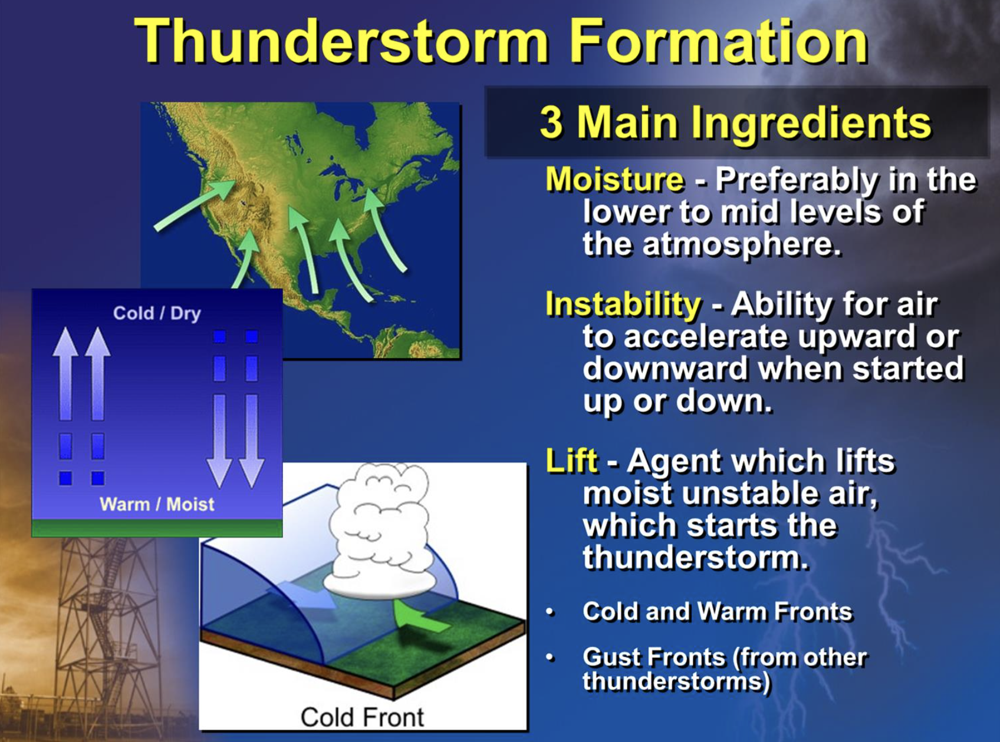 Thunderstorm Formation
3 Main Ingredients
Moisture - Preferably in the
lower to mid levels of
the atmosphere.
Instability - Ability for air
to accelerate upward or
downward when started
up or down.
Lift - Agent which lifts
moist unstable air,
which starts the
thunderstorm.
• Cold and Warm Fronts
• Gust Fronts (from other
thunderstorms)
Cold / Dry
Warm / Moist
Cold Front